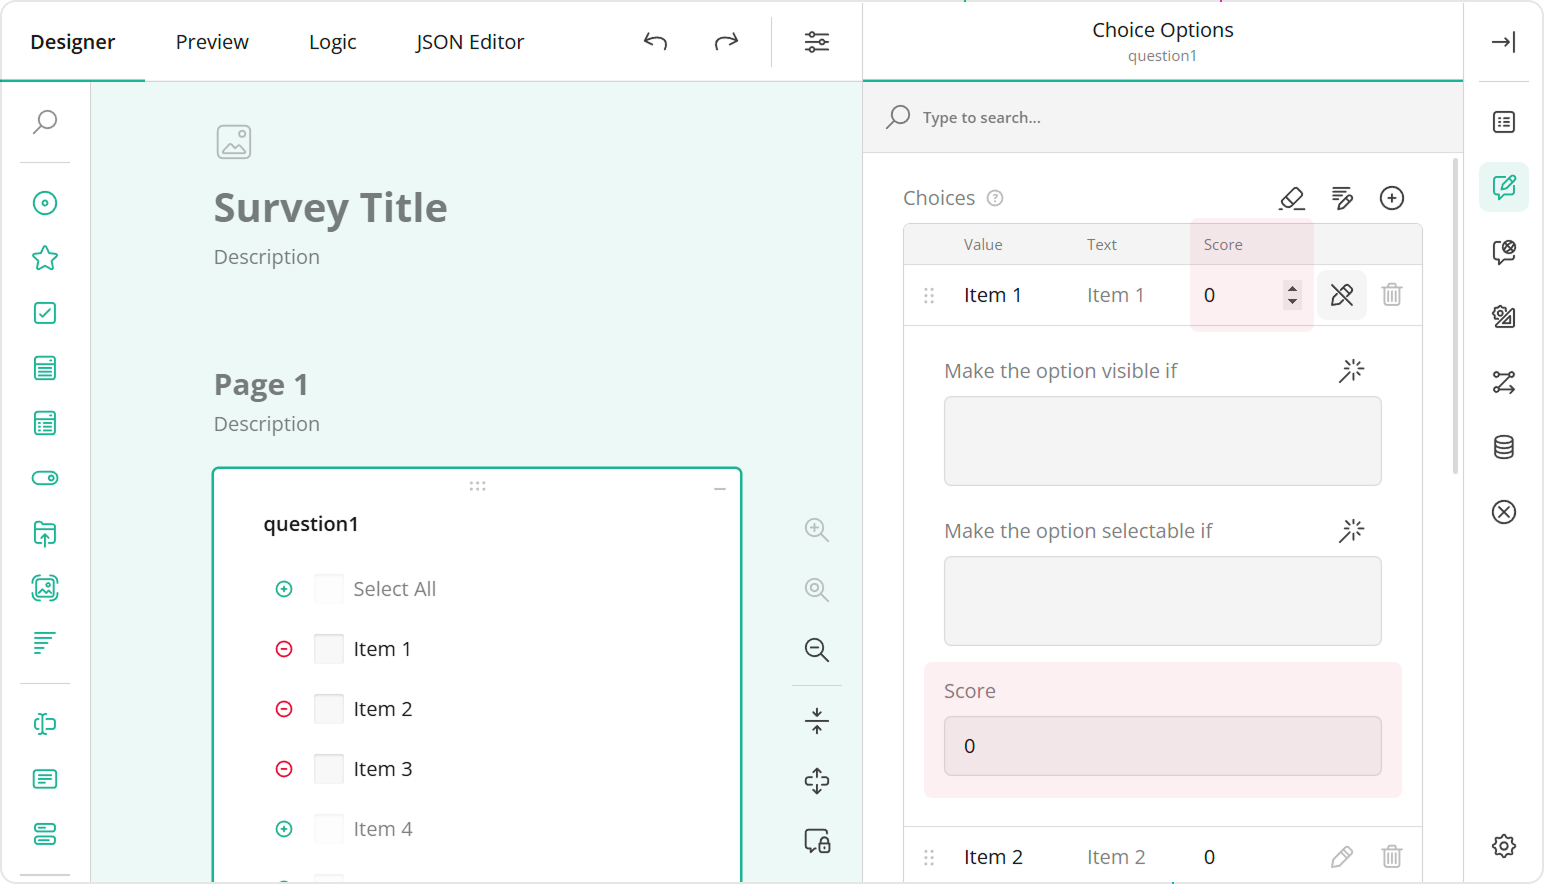 Designer Preview Logic JSON Editor
Choice Options
question1
Type to search...
Survey Title
Description
Page 1
Description
question1
Select All
Item 1
Item 2
Item 3
Item 4
Choices ?
Value Text Score
Item 1 Item 1 0
Make the option visible if
Make the option selectable if
Score
0
Item 2 Item 2 0